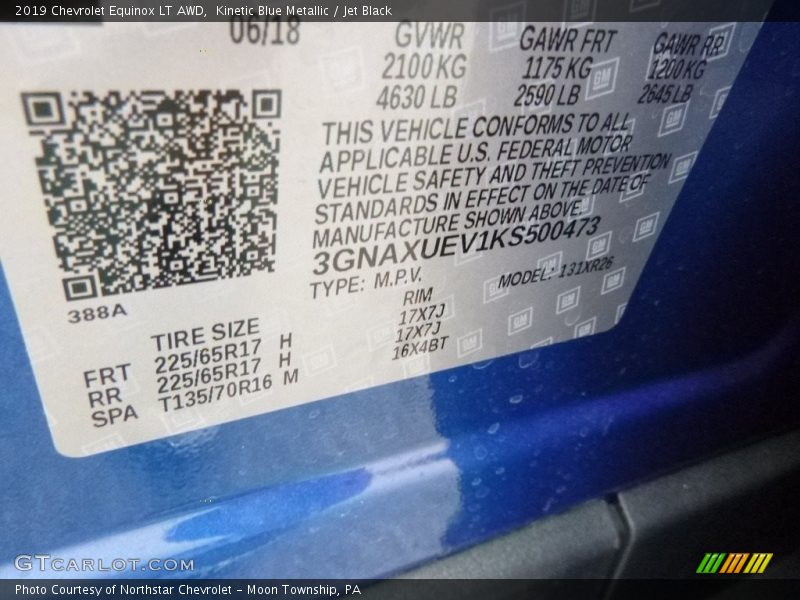 2019 Chevrolet Equinox LT AWD, Kinetic Blue Metallic / Jet Black
06/18 GVWR GAWR FRT GAWR RR
2100 KG 1175 KG 1200 KG
4630 LB 2590 LB 2645 LB
THIS VEHICLE CONFORMS TO ALL
APPLICABLE U.S. FEDERAL MOTOR
VEHICLE SAFETY AND THEFT PREVENTION
STANDARDS IN EFFECT ON THE DATE OF
MANUFACTURE SHOWN ABOVE.
3GNAXUEV1KS500473
TYPE: M.P.V. MODEL: 131XR26
388A
TIRE SIZE RIM
FRT 225/65R17 H 17X7J
RR 225/65R17 H 17X7J
SPA T135/70R16 M 16X4BT
GTCARLOT.COM
Photo Courtesy of Northstar Chevrolet - Moon Township, PA